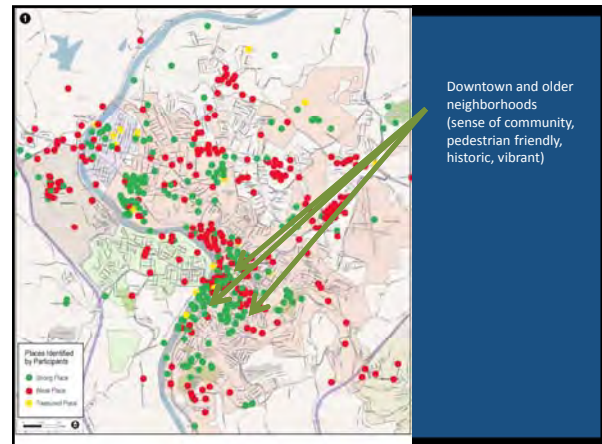 1
Downtown and older
neighborhoods
(sense of community,
pedestrian friendly,
historic, vibrant)
Places Identified
by Participants
Strong Place
Weak Place
Treasured Place